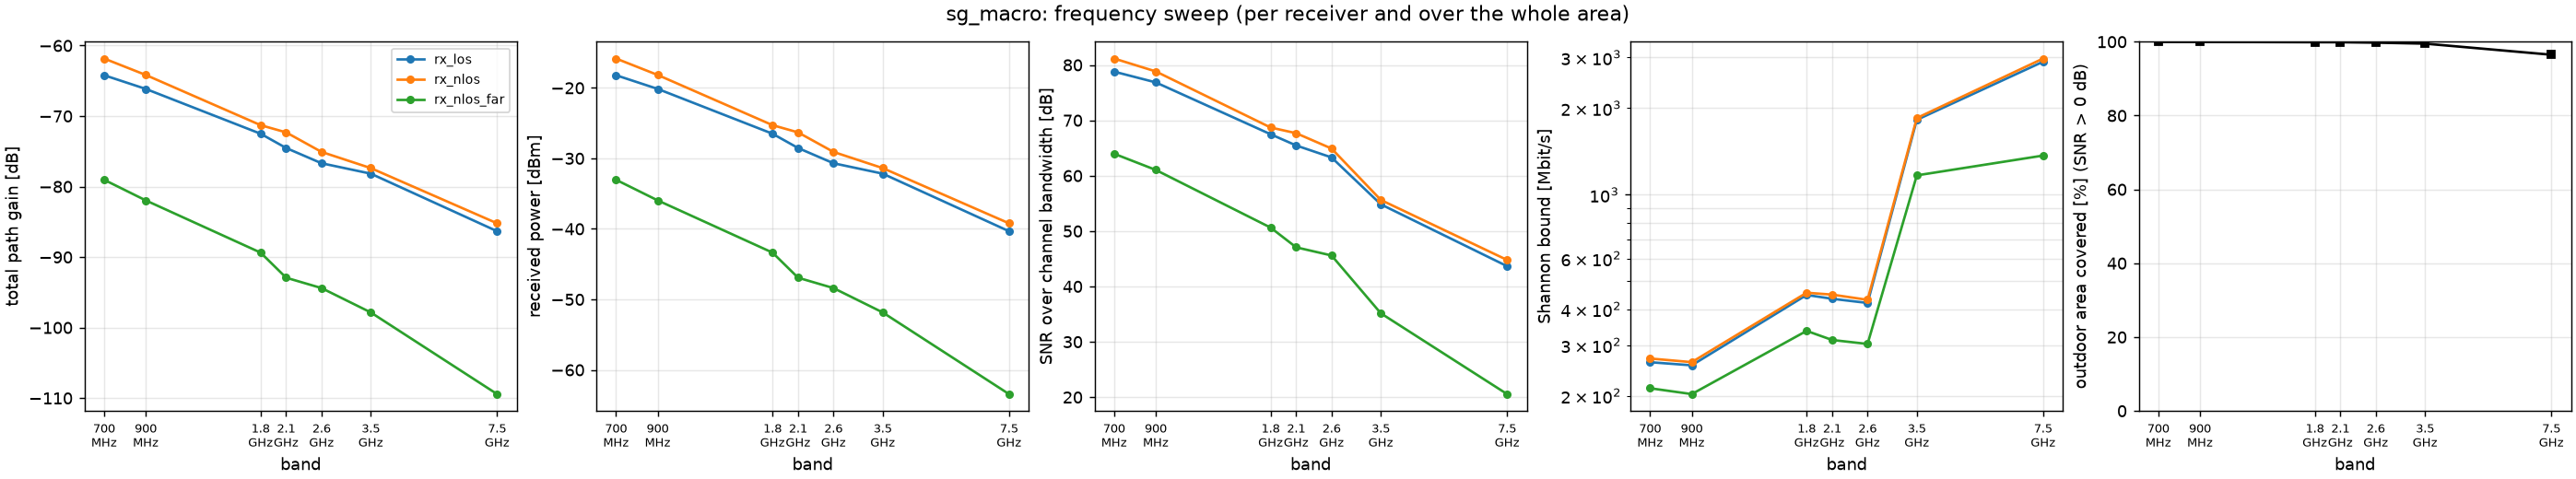 sg_macro: frequency sweep (per receiver and over the whole area)
total path gain [dB]
−60
−70
−80
−90
−100
−110
rx_los
rx_nlos
rx_nlos_far
700 MHz
900 MHz
1.8 GHz
2.1 GHz
2.6 GHz
3.5 GHz
7.5 GHz
band
received power [dBm]
−20
−30
−40
−50
−60
700 MHz
900 MHz
1.8 GHz
2.1 GHz
2.6 GHz
3.5 GHz
7.5 GHz
band
SNR over channel bandwidth [dB]
80
70
60
50
40
30
20
700 MHz
900 MHz
1.8 GHz
2.1 GHz
2.6 GHz
3.5 GHz
7.5 GHz
band
Shannon bound [Mbit/s]
3 × 10³
2 × 10³
10³
6 × 10²
4 × 10²
3 × 10²
2 × 10²
700 MHz
900 MHz
1.8 GHz
2.1 GHz
2.6 GHz
3.5 GHz
7.5 GHz
band
outdoor area covered [%] (SNR > 0 dB)
100
80
60
40
20
0
700 MHz
900 MHz
1.8 GHz
2.1 GHz
2.6 GHz
3.5 GHz
7.5 GHz
band